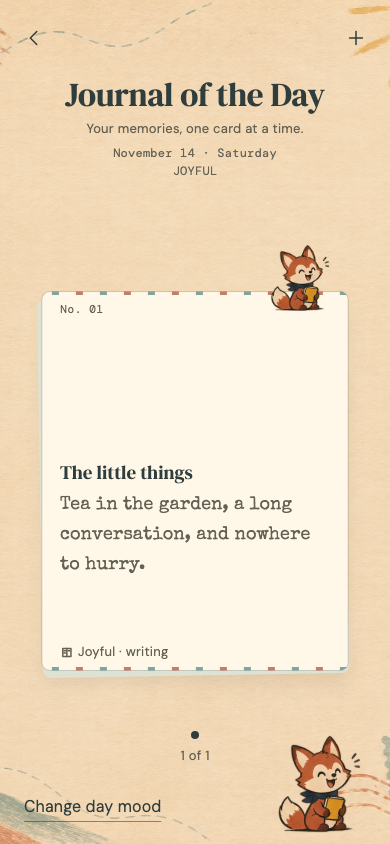 Journal of the Day
Your memories, one card at a time.
November 14 · Saturday
JOYFUL
No. 01
The little things
Tea in the garden, a long
conversation, and nowhere
to hurry.
Joyful · writing
1 of 1
Change day mood